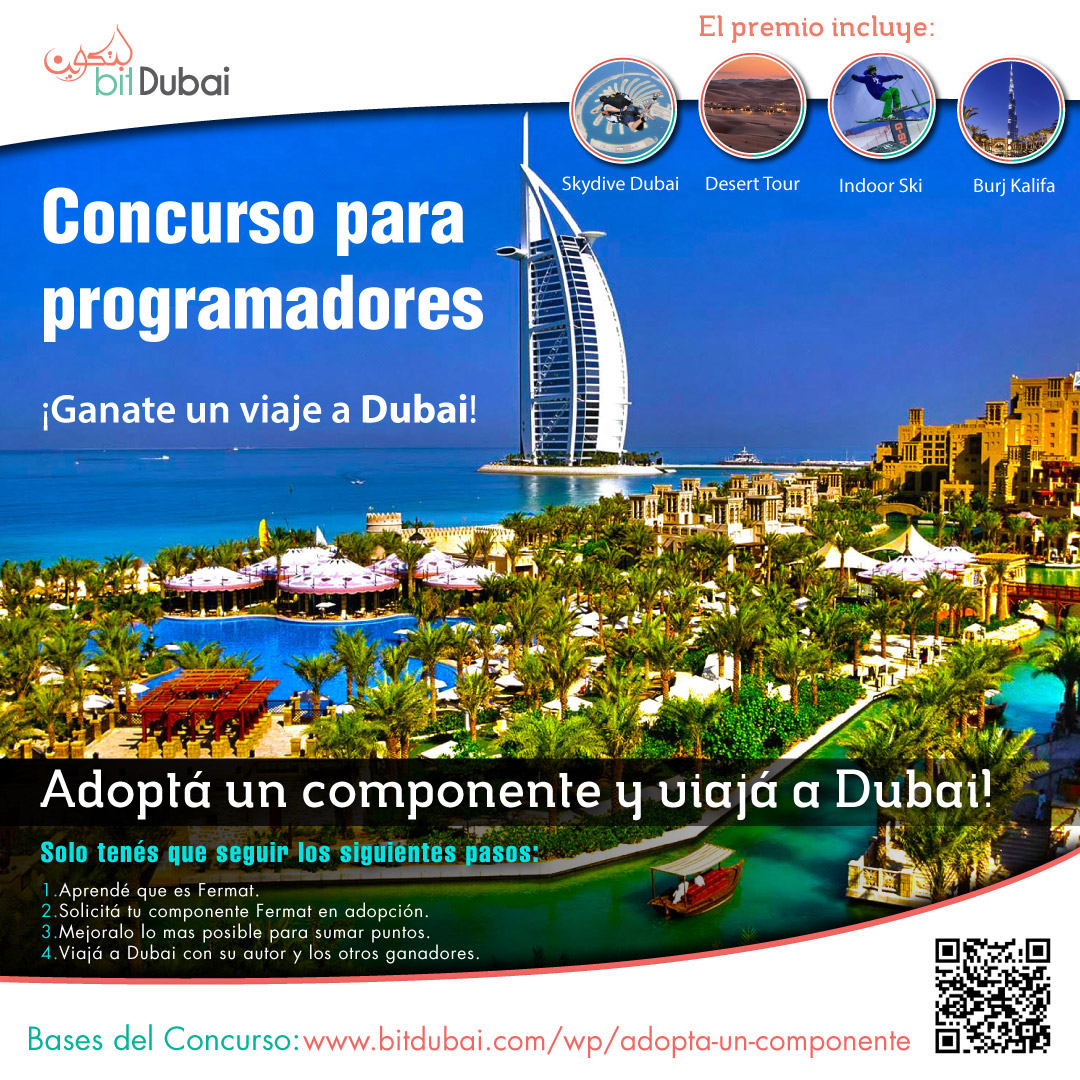 بتكوين
bitDubai
El premio incluye:
Skydive Dubai
Desert Tour
Indoor Ski
Burj Kalifa
Concurso para
programadores
¡Ganate un viaje a Dubai!
Adoptá un componente y viajá a Dubai!
Solo tenés que seguir los siguientes pasos:
1.Aprendé que es Fermat.
2.Solicitá tu componente Fermat en adopción.
3.Mejoralo lo mas posible para sumar puntos.
4.Viajá a Dubai con su autor y los otros ganadores.
Bases del Concurso: www.bitdubai.com/wp/adopta-un-componente